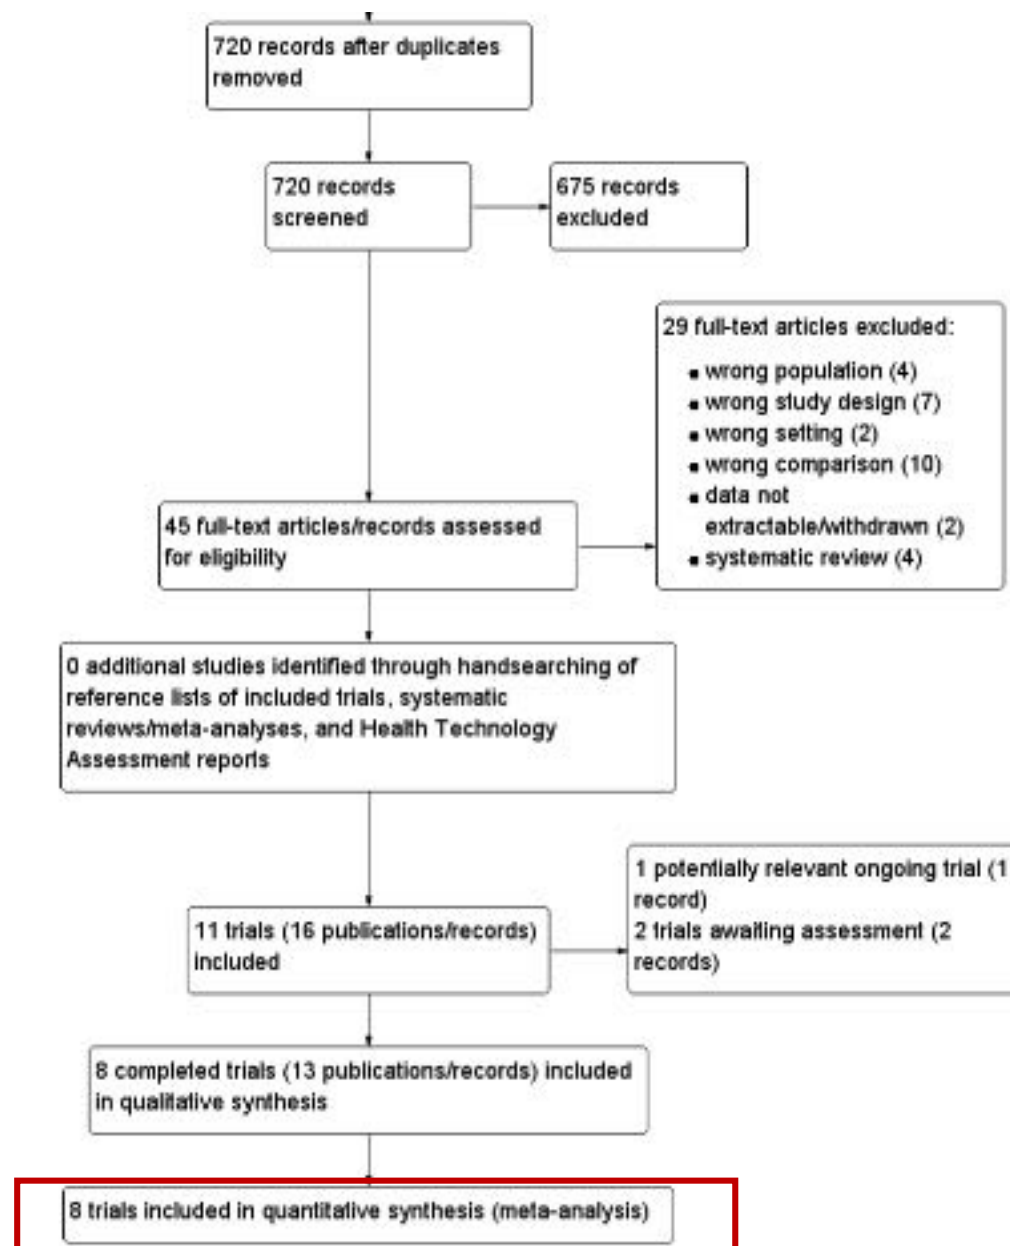 720 records after duplicates
removed
720 records
screened
675 records
excluded
29 full-text articles excluded:
▪ wrong population (4)
▪ wrong study design (7)
▪ wrong setting (2)
▪ wrong comparison (10)
▪ data not
extractable/withdrawn (2)
▪ systematic review (4)
45 full-text articles/records assessed
for eligibility
0 additional studies identified through handsearching of
reference lists of included trials, systematic
reviews/meta-analyses, and Health Technology
Assessment reports
1 potentially relevant ongoing trial (1
record)
2 trials awaiting assessment (2
records)
11 trials (16 publications/records)
included
8 completed trials (13 publications/records) included
in qualitative synthesis
8 trials included in quantitative synthesis (meta-analysis)